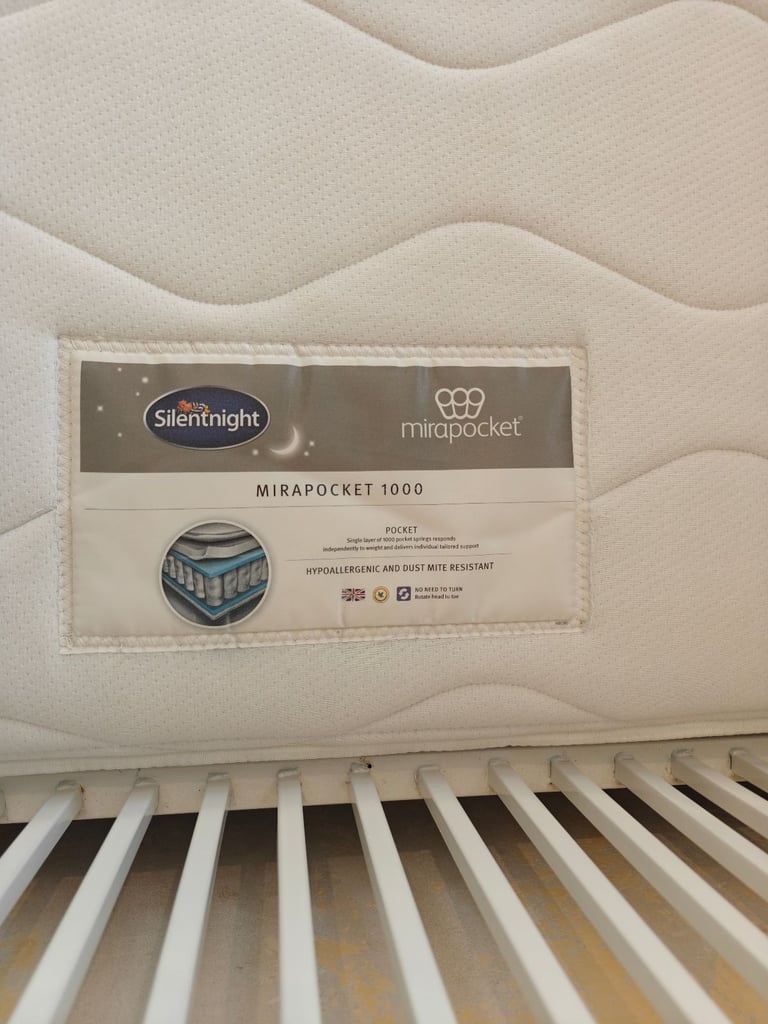 Silentnight
mirapocket
MIRAPOCKET 1000
POCKET
Single layer of 1000 pocket springs responds
independently to weight and delivers individual tailored support
HYPOALLERGENIC AND DUST MITE RESISTANT
NO NEED TO TURN
Rotate head to toe